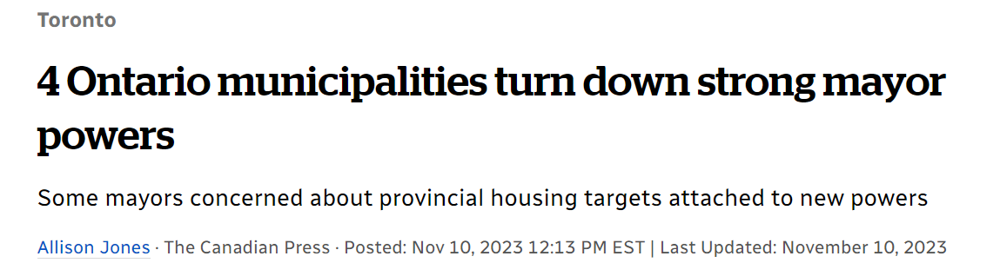 Toronto
4 Ontario municipalities turn down strong mayor
powers
Some mayors concerned about provincial housing targets attached to new powers
Allison Jones · The Canadian Press · Posted: Nov 10, 2023 12:13 PM EST | Last Updated: November 10, 2023